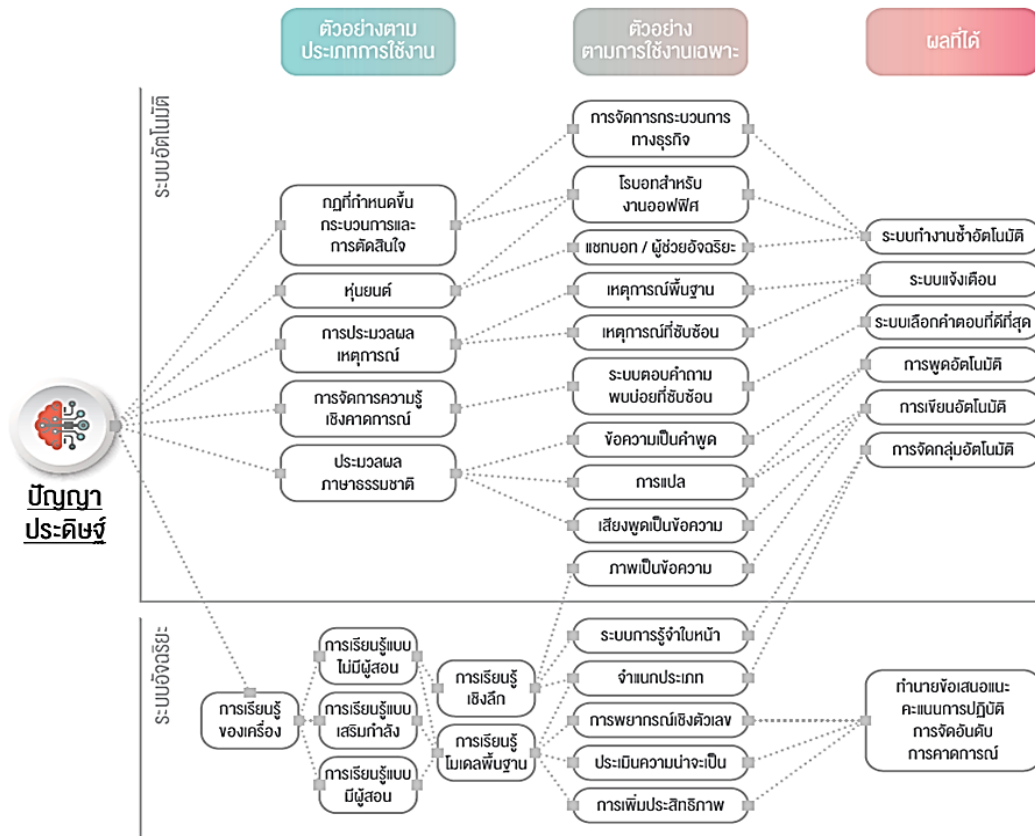 ตัวอย่างตาม
ประเภทการใช้งาน
ตัวอย่าง
ตามการใช้งานเฉพาะ
ผลที่ได้
ระบบอัตโนมัติ
กฎที่กำหนดขึ้น
กระบวนการและ
การตัดสินใจ
หุ่นยนต์
การประมวลผล
เหตุการณ์
การจัดการความรู้
เชิงคาดการณ์
ประมวลผล
ภาษาธรรมชาติ
การจัดการกระบวนการ
ทางธุรกิจ
โรบอทสำหรับ
งานออฟฟิศ
แชทบอท / ผู้ช่วยอัจฉริยะ
เหตุการณ์พื้นฐาน
เหตุการณ์ที่ซับซ้อน
ระบบตอบคำถาม
พบบ่อยที่ซับซ้อน
ข้อความเป็นคำพูด
การแปล
เสียงพูดเป็นข้อความ
ภาพเป็นข้อความ
ระบบทำงานซ้ำอัตโนมัติ
ระบบแจ้งเตือน
ระบบเลือกคำตอบที่ดีที่สุด
การพูดอัตโนมัติ
การเขียนอัตโนมัติ
การจัดกลุ่มอัตโนมัติ
ปัญญา
ประดิษฐ์
ระบบอัจฉริยะ
การเรียนรู้
ของเครื่อง
การเรียนรู้แบบ
ไม่มีผู้สอน
การเรียนรู้แบบ
เสริมกำลัง
การเรียนรู้แบบ
มีผู้สอน
การเรียนรู้
เชิงลึก
การเรียนรู้
โมเดลพื้นฐาน
ระบบการรู้จำใบหน้า
จำแนกประเภท
การพยากรณ์เชิงตัวเลข
ประเมินความน่าจะเป็น
การเพิ่มประสิทธิภาพ
ทำนายข้อเสนอแนะ
คะแนนการปฏิบัติ
การจัดอันดับ
การคาดการณ์